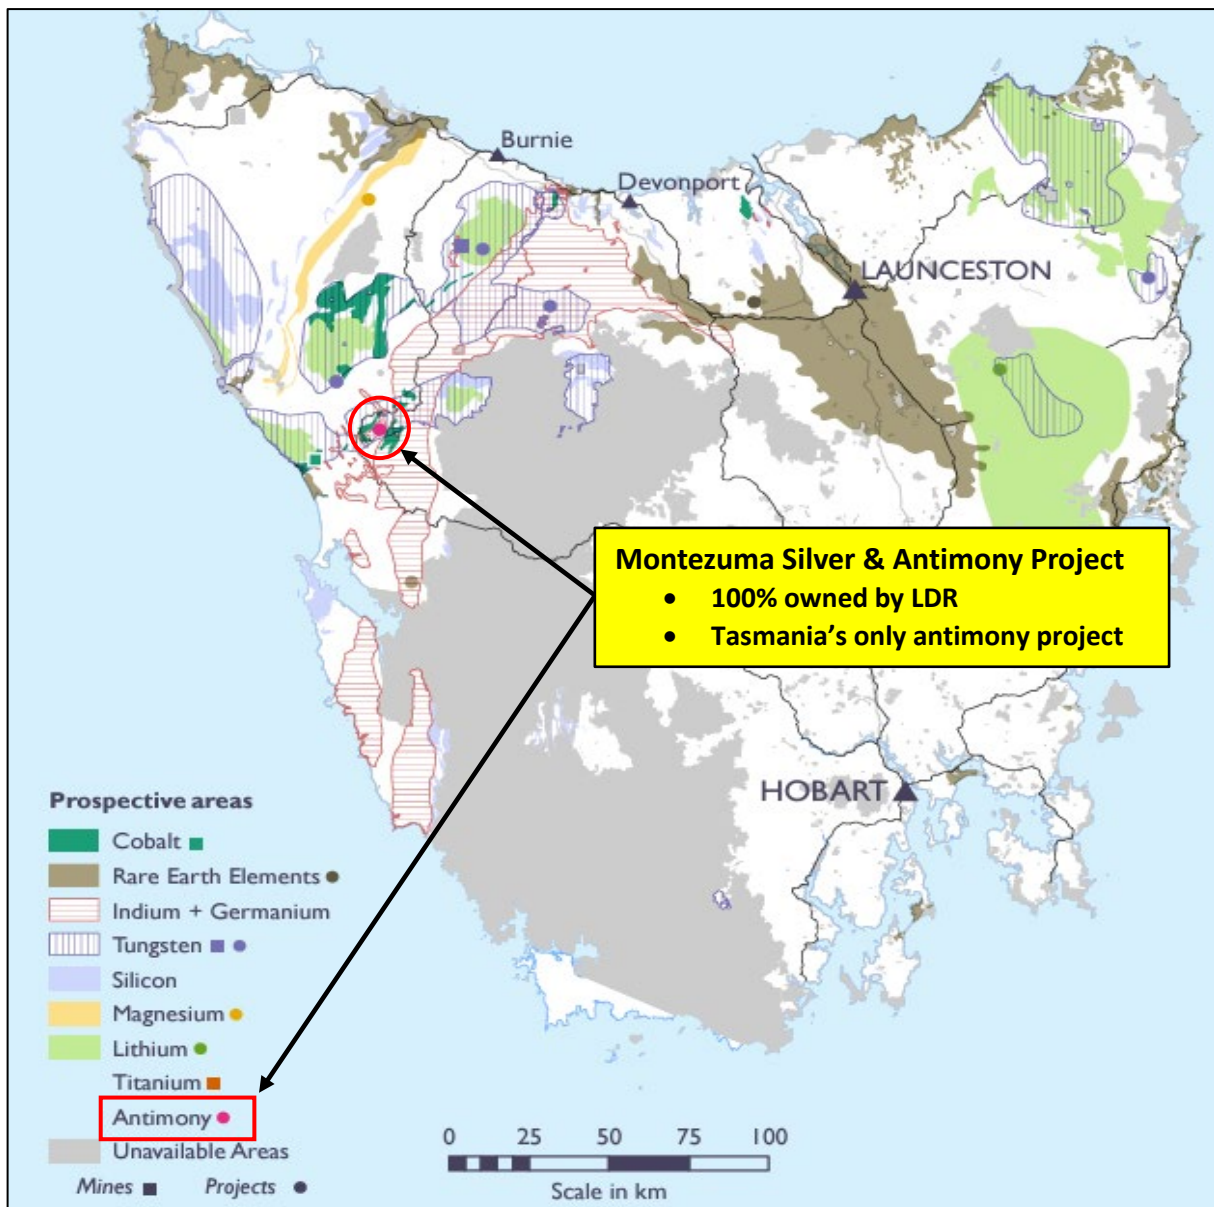 Burnie
Devonport
LAUNCESTON
Montezuma Silver & Antimony Project
• 100% owned by LDR
• Tasmania's only antimony project
HOBART
Prospective areas
Cobalt
Rare Earth Elements
Indium + Germanium
Tungsten
Silicon
Magnesium
Lithium
Titanium
Antimony
Unavailable Areas
Mines Projects
0 25 50 75 100
Scale in km